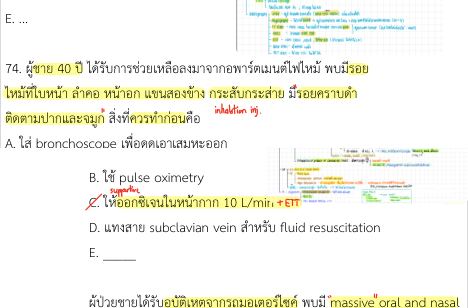 E. ...
74. ผู้ชาย 40 ปี ได้รับการช่วยเหลือลงมาจากอพาร์ตเมนต์ไฟไหม้ พบมีรอย
ไหม้ที่ใบหน้า ลำคอ หน้าอก แขนสองข้าง กระสับกระส่าย มีรอยคราบดำ
ติดตามปากและจมูก สิ่งที่ควรทำก่อนคือ
inhalation inj.
A. ใส่ bronchoscope เพื่อดูดเอาเสมหะออก
B. ใช้ pulse oximetry
supportive
C. ให้ออกซิเจนในหน้ากาก 10 L/min +ETT
D. แทงสาย subclavian vein สำหรับ fluid resuscitation
E. _____
ผู้ป่วยชายได้รับอุบัติเหตุจากรถมอเตอร์ไซค์ พบมี massive oral and nasal